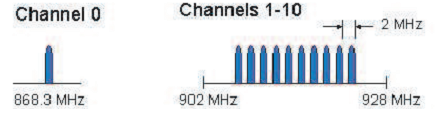 Channel 0
Channels 1-10
2 MHz
868.3 MHz
902 MHz
928 MHz